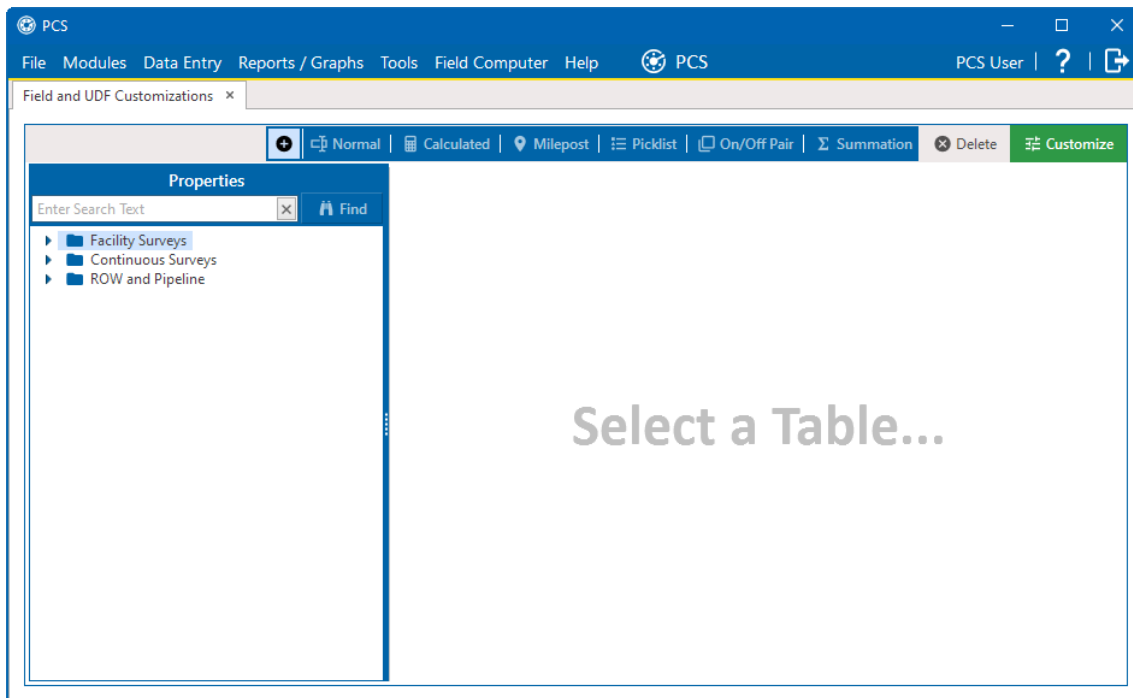 PCS
File Modules Data Entry Reports / Graphs Tools Field Computer Help PCS PCS User ?
Field and UDF Customizations ×
Normal Calculated Milepost Picklist On/Off Pair Σ Summation Delete Customize
Properties
Enter Search Text Find
Facility Surveys
Continuous Surveys
ROW and Pipeline
Select a Table...